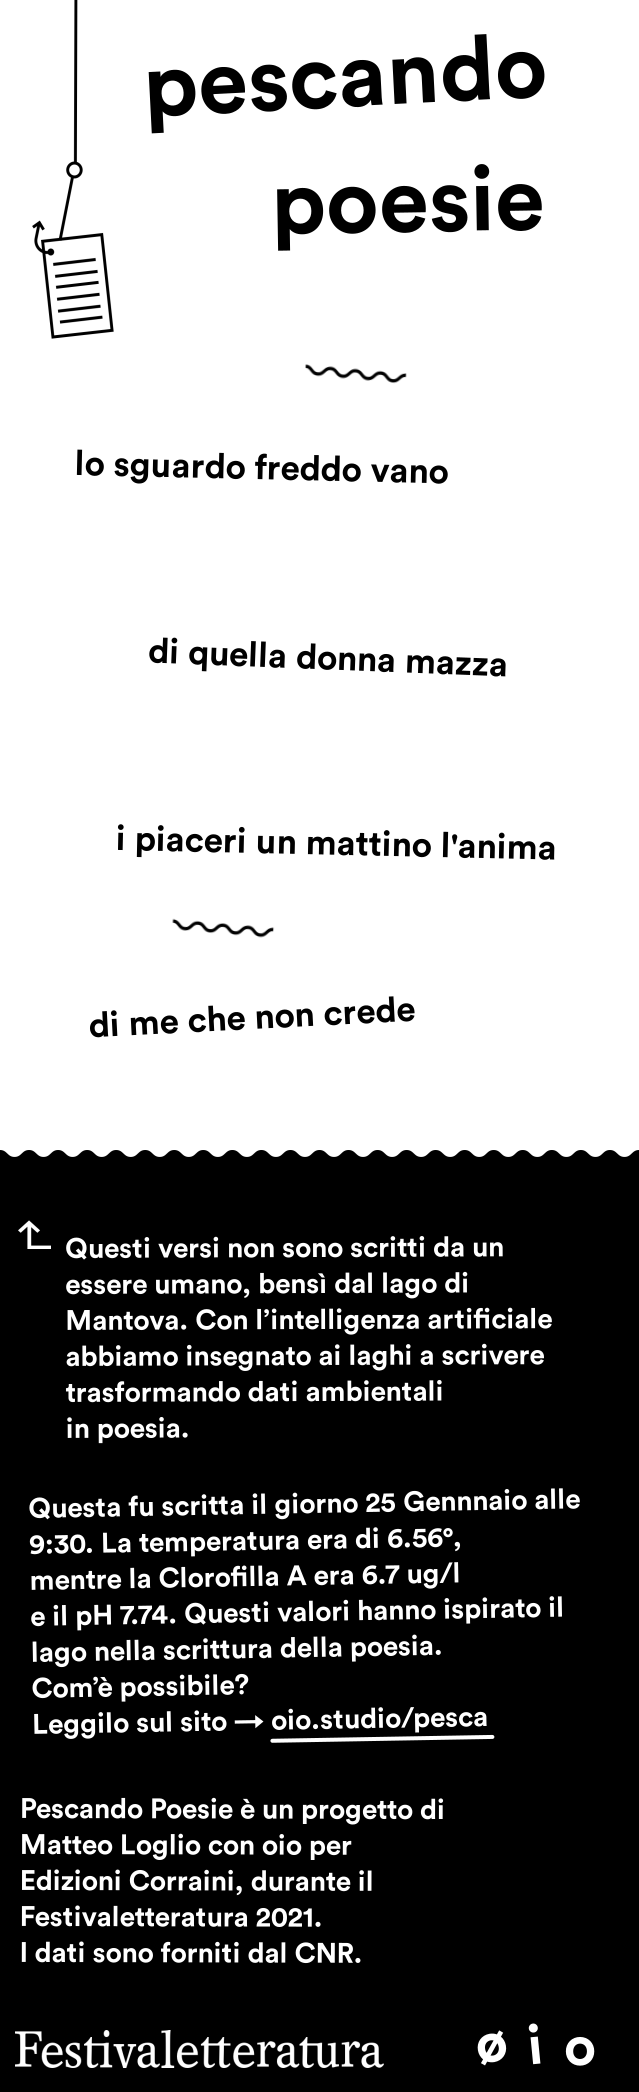 pescando
poesie
lo sguardo freddo vano
di quella donna mazza
i piaceri un mattino l'anima
di me che non crede
Questi versi non sono scritti da un
essere umano, bensì dal lago di
Mantova. Con l’intelligenza artificiale
abbiamo insegnato ai laghi a scrivere
trasformando dati ambientali
in poesia.
Questa fu scritta il giorno 25 Gennnaio alle
9:30. La temperatura era di 6.56°,
mentre la Clorofilla A era 6.7 ug/l
e il pH 7.74. Questi valori hanno ispirato il
lago nella scrittura della poesia.
Com’è possibile?
Leggilo sul sito → oio.studio/pesca
Pescando Poesie è un progetto di
Matteo Loglio con oio per
Edizioni Corraini, durante il
Festivaletteratura 2021.
I dati sono forniti dal CNR.
Festivaletteratura ø i o